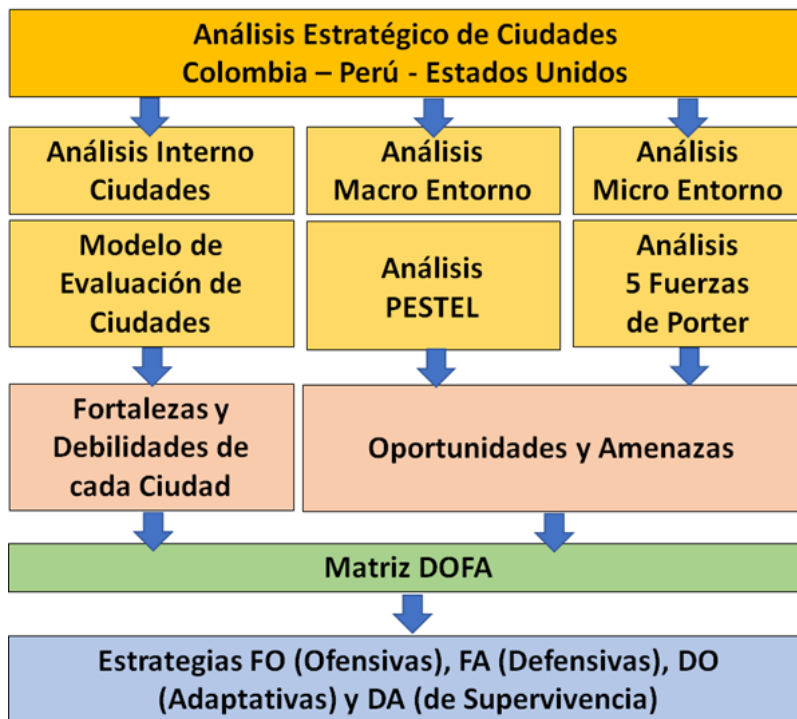 Análisis Estratégico de Ciudades
Colombia – Perú - Estados Unidos
Análisis Interno
Ciudades
Análisis
Macro Entorno
Análisis
Micro Entorno
Modelo de
Evaluación de
Ciudades
Análisis
PESTEL
Análisis
5 Fuerzas
de Porter
Fortalezas y
Debilidades de
cada Ciudad
Oportunidades y Amenazas
Matriz DOFA
Estrategias FO (Ofensivas), FA (Defensivas), DO
(Adaptativas) y DA (de Supervivencia)